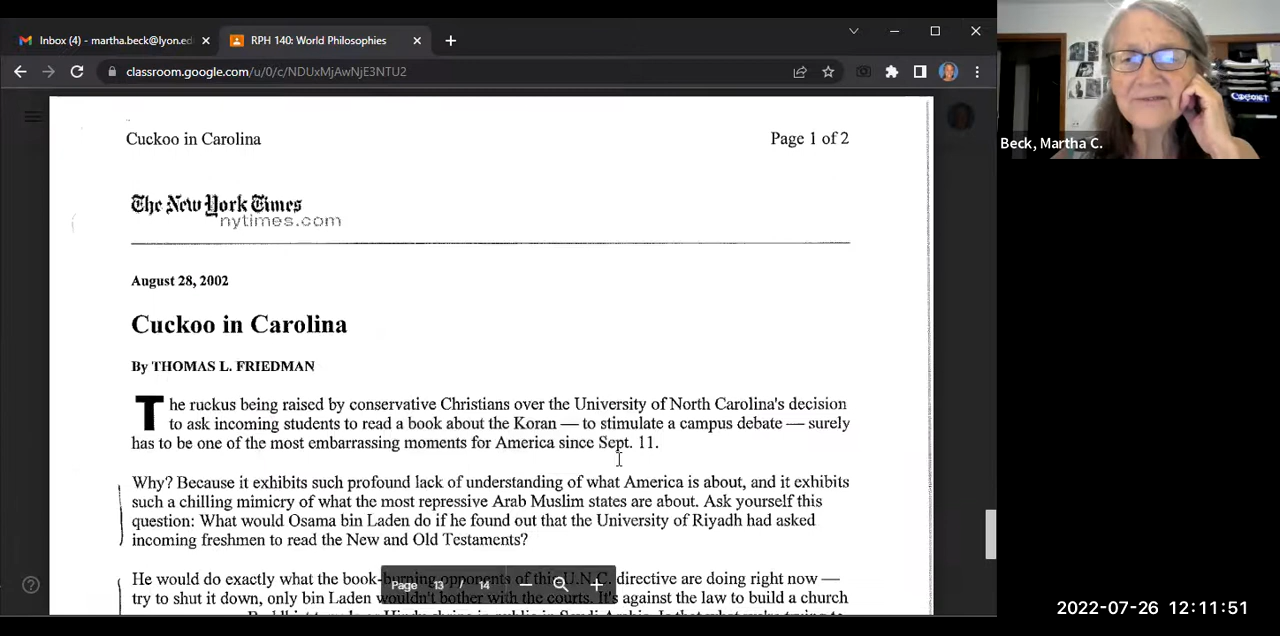 Inbox (4) - martha.beck@lyon.ed
RPH 140: World Philosophies
classroom.google.com/u/0/c/NDUxMjAwNjE3NTU2
Cuckoo in Carolina
Page 1 of 2
The New York Times
nytimes.com
August 28, 2002
Cuckoo in Carolina
By THOMAS L. FRIEDMAN
The ruckus being raised by conservative Christians over the University of North Carolina's decision
to ask incoming students to read a book about the Koran — to stimulate a campus debate — surely
has to be one of the most embarrassing moments for America since Sept. 11.
Why? Because it exhibits such profound lack of understanding of what America is about, and it exhibits
such a chilling mimicry of what the most repressive Arab Muslim states are about. Ask yourself this
question: What would Osama bin Laden do if he found out that the University of Riyadh had asked
incoming freshmen to read the New and Old Testaments?
He would do exactly what the book-burning opponents of this U.N.C. directive are doing right now —
try to shut it down, only bin Laden wouldn't bother with the courts. It's against the law to build a church
Page 13 / 14
Beck, Martha C.
2022-07-26 12:11:51